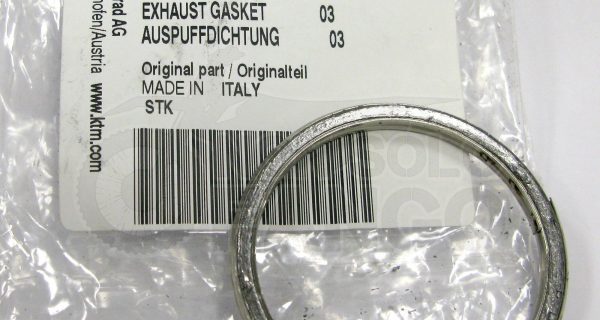 EXHAUST GASKET 03
AUSPUFFDICHTUNG 03
Original part / Originalteil
MADE IN ITALY
STK
rad AG
hofen/Austria www.ktm.com